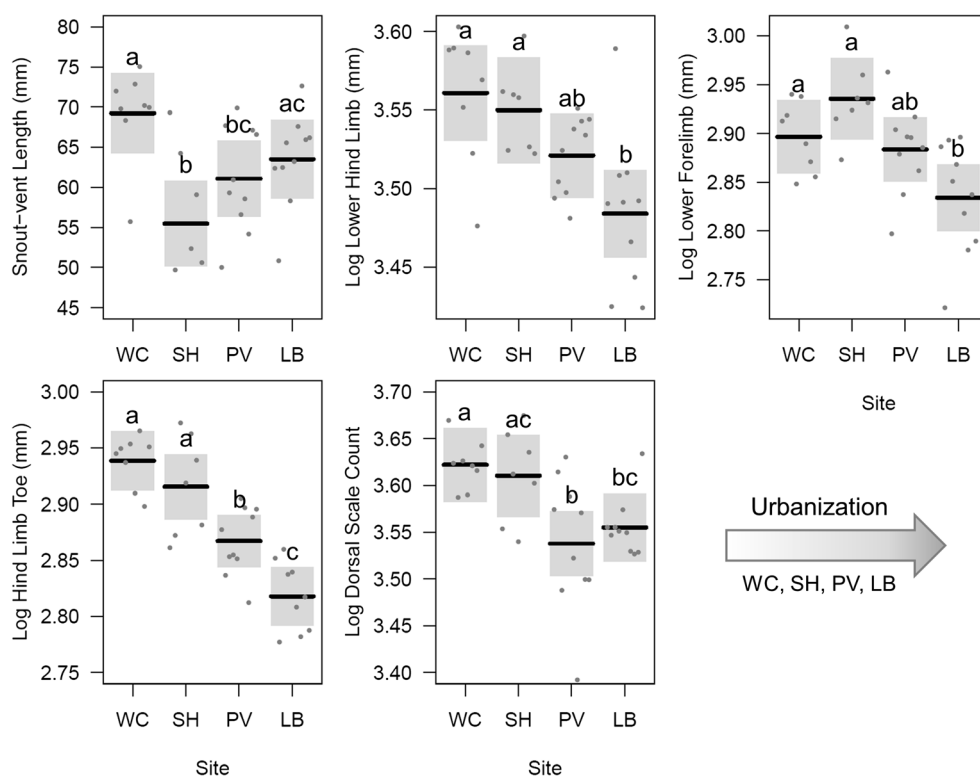 Snout−vent Length (mm)
80
75
70
65
60
55
50
45
a
b
bc
ac
WC SH PV LB
Log Lower Hind Limb (mm)
3.60
3.55
3.50
3.45
a
a
ab
b
WC SH PV LB
Log Lower Forelimb (mm)
3.00
2.95
2.90
2.85
2.80
2.75
a
a
ab
b
WC SH PV LB
Site
Log Hind Limb Toe (mm)
3.00
2.95
2.90
2.85
2.80
2.75
a
a
b
c
WC SH PV LB
Site
Log Dorsal Scale Count
3.70
3.65
3.60
3.55
3.50
3.45
3.40
a
ac
b
bc
WC SH PV LB
Site
Urbanization
WC, SH, PV, LB